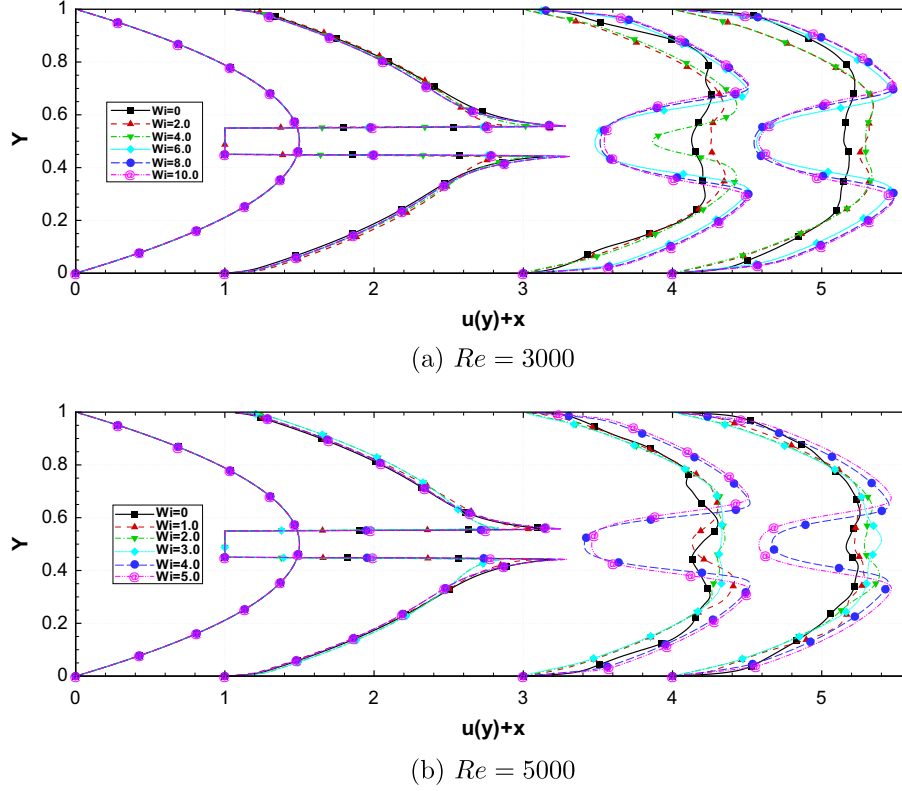 1
0.8
0.6
0.4
0.2
0
Y
Wi=0
Wi=2.0
Wi=4.0
Wi=6.0
Wi=8.0
Wi=10.0
0 1 2 3 4 5
u(y)+x
(a) Re = 3000
1
0.8
0.6
0.4
0.2
0
Y
Wi=0
Wi=1.0
Wi=2.0
Wi=3.0
Wi=4.0
Wi=5.0
0 1 2 3 4 5
u(y)+x
(b) Re = 5000